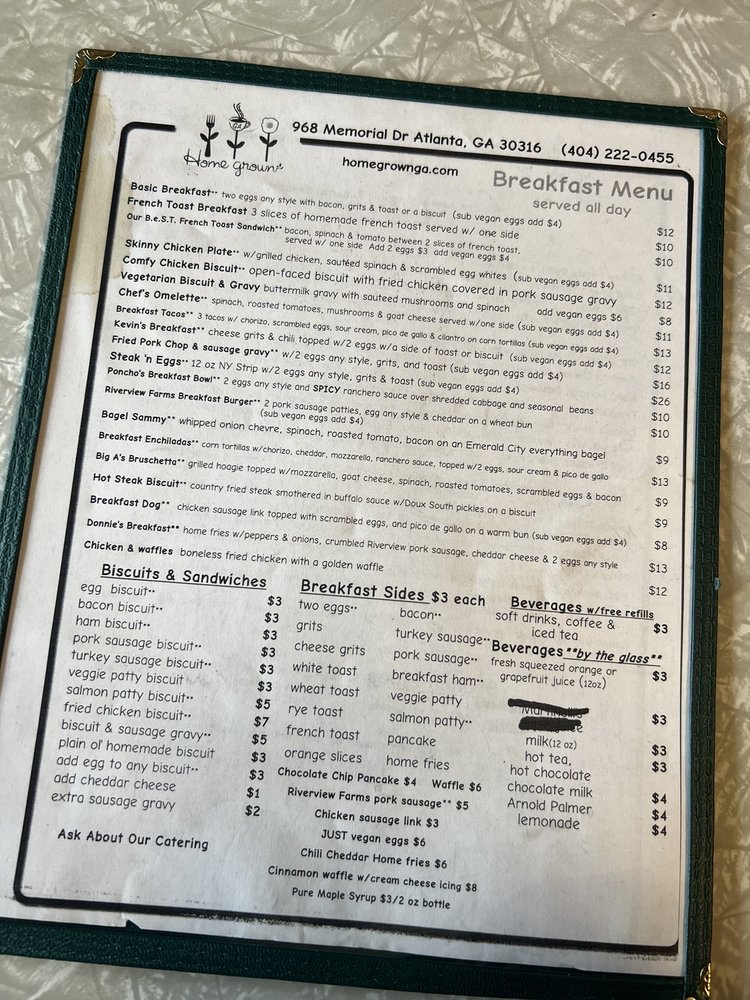 Home grown GA
968 Memorial Dr Atlanta, GA 30316 (404) 222-0455
homegrownga.com
Breakfast Menu
served all day
Basic Breakfast** two eggs any style with bacon, grits & toast or a biscuit (sub vegan eggs add $4) $12
French Toast Breakfast 3 slices of homemade french toast served w/ one side $10
Our B.e.S.T. French Toast Sandwich** bacon, spinach & tomato between 2 slices of french toast, $10
served w/ one side Add 2 eggs $3 add vegan eggs $4
Skinny Chicken Plate** w/grilled chicken, sautéed spinach & scrambled egg whites (sub vegan eggs add $4) $11
Comfy Chicken Biscuit** open-faced biscuit with fried chicken covered in pork sausage gravy $12
Vegetarian Biscuit & Gravy buttermilk gravy with sauteed mushrooms and spinach add vegan eggs $6 $8
Chef's Omelette** spinach, roasted tomatoes, mushrooms & goat cheese served w/one side (sub vegan eggs add $4) $11
Breakfast Tacos** 3 tacos w/ chorizo, scrambled eggs, sour cream, pico de gallo & cilantro on corn tortillas (sub vegan eggs add $4) $13
Kevin's Breakfast** cheese grits & chili topped w/2 eggs w/a side of toast or biscuit (sub vegan eggs add $4) $12
Fried Pork Chop & sausage gravy** w/2 eggs any style, grits, and toast (sub vegan eggs add $4) $16
Steak 'n Eggs** 12 oz NY Strip w/2 eggs any style, grits & toast (sub vegan eggs add $4) $26
Poncho's Breakfast Bowl** 2 eggs any style and SPICY ranchero sauce over shredded cabbage and seasonal beans $10
Riverview Farms Breakfast Burger** 2 pork sausage patties, egg any style & cheddar on a wheat bun $10
(sub vegan eggs add $4)
Bagel Sammy** whipped onion chevre, spinach, roasted tomato, bacon on an Emerald City everything bagel $9
Breakfast Enchiladas** corn tortillas w/chorizo, cheddar, mozzarella, ranchero sauce, topped w/2 eggs, sour cream & pico de gallo $13
Big A's Bruschetta** grilled hoagie topped w/mozzarella, goat cheese, spinach, roasted tomatoes, scrambled eggs & bacon $9
Hot Steak Biscuit** country fried steak smothered in buffalo sauce w/Doux South pickles on a biscuit $9
Breakfast Dog** chicken sausage link topped with scrambled eggs, and pico de gallo on a warm bun (sub vegan eggs add $4) $8
Donnie's Breakfast** home fries w/peppers & onions, crumbled Riverview pork sausage, cheddar cheese & 2 eggs any style $13
Chicken & waffles boneless fried chicken with a golden waffle $12
Biscuits & Sandwiches
egg biscuit** $3
bacon biscuit** $3
ham biscuit** $3
pork sausage biscuit** $3
turkey sausage biscuit** $3
veggie patty biscuit $3
salmon patty biscuit** $5
fried chicken biscuit** $7
biscuit & sausage gravy** $5
plain ol' homemade biscuit $3
add egg to any biscuit** $3
add cheddar cheese $1
extra sausage gravy $2
Ask About Our Catering
Breakfast Sides $3 each
two eggs** bacon**
grits turkey sausage**
cheese grits pork sausage**
white toast breakfast ham**
wheat toast veggie patty
rye toast salmon patty**
french toast pancake
orange slices home fries
Chocolate Chip Pancake $4 Waffle $6
Riverview Farms pork sausage** $5
Chicken sausage link $3
JUST vegan eggs $6
Chili Cheddar Home fries $6
Cinnamon waffle w/cream cheese icing $8
Pure Maple Syrup $3/2 oz bottle
Beverages w/free refills
soft drinks, coffee & $3
iced tea
Beverages **by the glass**
fresh squeezed orange or $3
grapefruit juice (12oz)
$3
milk(12 oz) $3
hot tea, $3
hot chocolate
chocolate milk $4
Arnold Palmer $4
lemonade $4